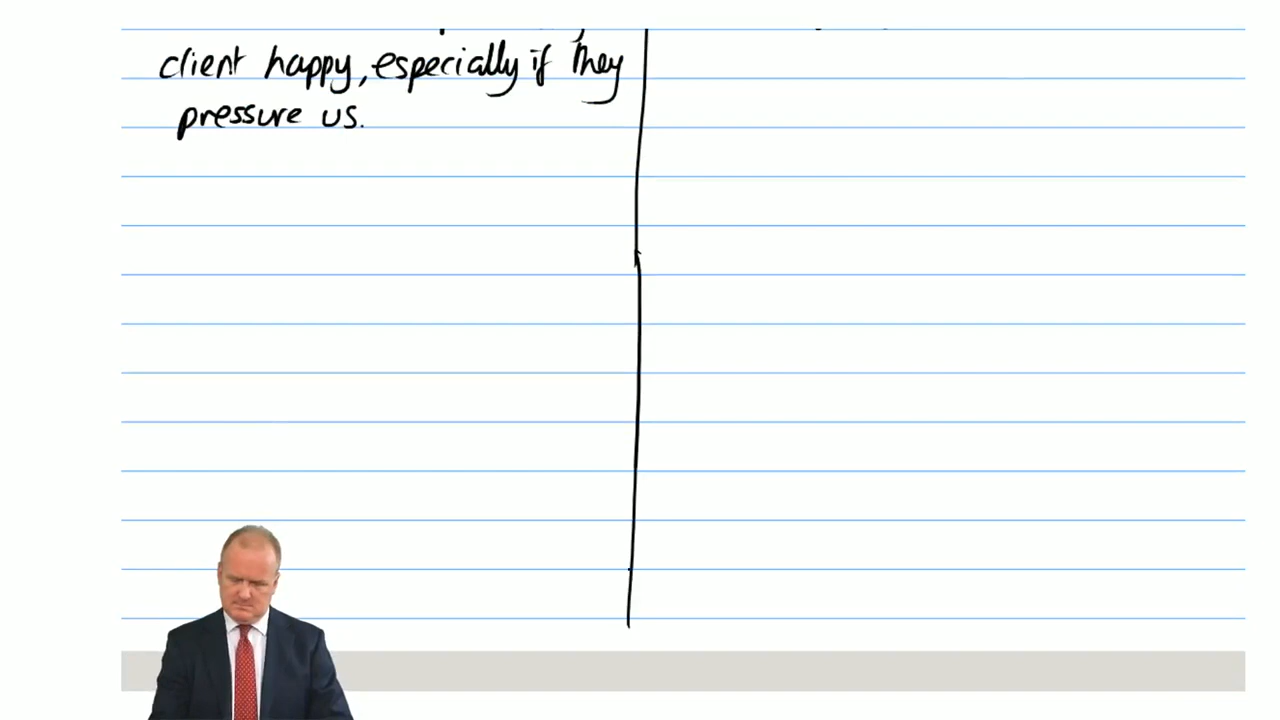 client happy, especially if they
pressure us.